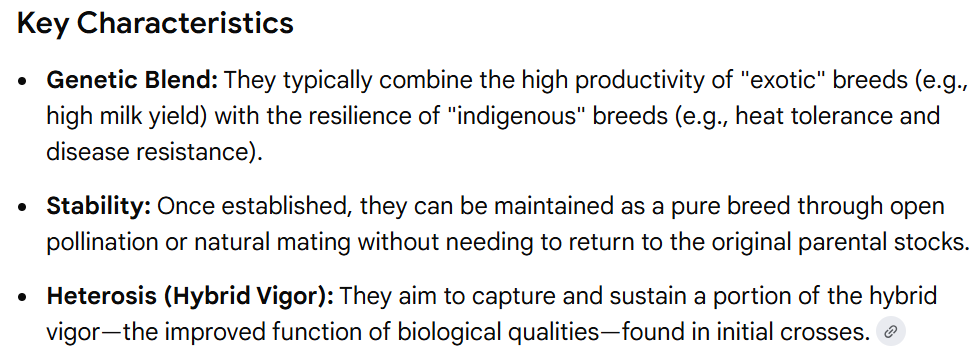 Key Characteristics
• Genetic Blend: They typically combine the high productivity of "exotic" breeds (e.g.,
high milk yield) with the resilience of "indigenous" breeds (e.g., heat tolerance and
disease resistance).
• Stability: Once established, they can be maintained as a pure breed through open
pollination or natural mating without needing to return to the original parental stocks.
• Heterosis (Hybrid Vigor): They aim to capture and sustain a portion of the hybrid
vigor—the improved function of biological qualities—found in initial crosses.